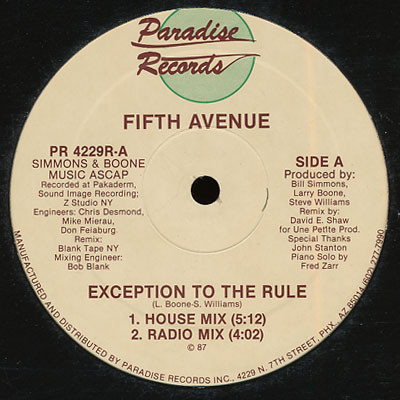 Paradise
Records
FIFTH AVENUE
PR 4229R-A
SIMMONS & BOONE
MUSIC ASCAP
Recorded at Pakaderm,
Sound Image Recording;
Z Studio NY
Engineers: Chris Desmond,
Mike Mierau,
Don Feiaburg
Remix:
Blank Tape NY
Mixing Engineer:
Bob Blank
SIDE A
Produced by:
Bill Simmons,
Larry Boone,
Steve Williams
Remix by:
David E. Shaw
for Une Petite Prod.
Special Thanks
John Stanton
Piano Solo by
Fred Zarr
EXCEPTION TO THE RULE
(L. Boone-S. Williams)
1. HOUSE MIX (5:12)
2. RADIO MIX (4:02)
© 87
MANUFACTURED AND DISTRIBUTED BY PARADISE RECORDS INC., 4229 N. 7TH STREET, PHX. AZ 85014 (602) 277-7990